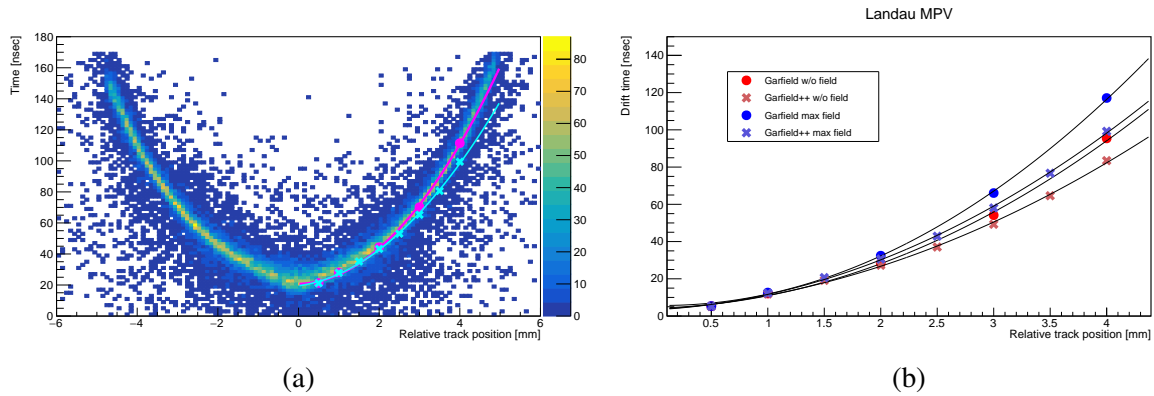 Time [nsec]
180
160
140
120
100
80
60
40
20
0
−6 −4 −2 0 2 4 6
Relative track position [mm]
80
70
60
50
40
30
20
10
0
(a)
Landau MPV
Drift time [nsec]
140
120
100
80
60
40
20
0
Garfield w/o field
Garfield++ w/o field
Garfield max field
Garfield++ max field
0.5 1 1.5 2 2.5 3 3.5 4
Relative track position [mm]
(b)